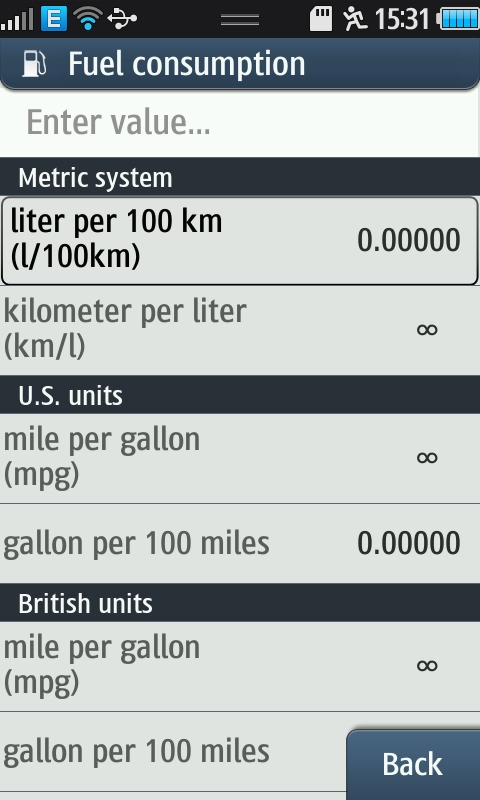 E 15:31
Fuel consumption
Enter value...
Metric system
liter per 100 km
(l/100km) 0.00000
kilometer per liter
(km/l) ∞
U.S. units
mile per gallon
(mpg) ∞
gallon per 100 miles 0.00000
British units
mile per gallon
(mpg) ∞
gallon per 100 miles
Back